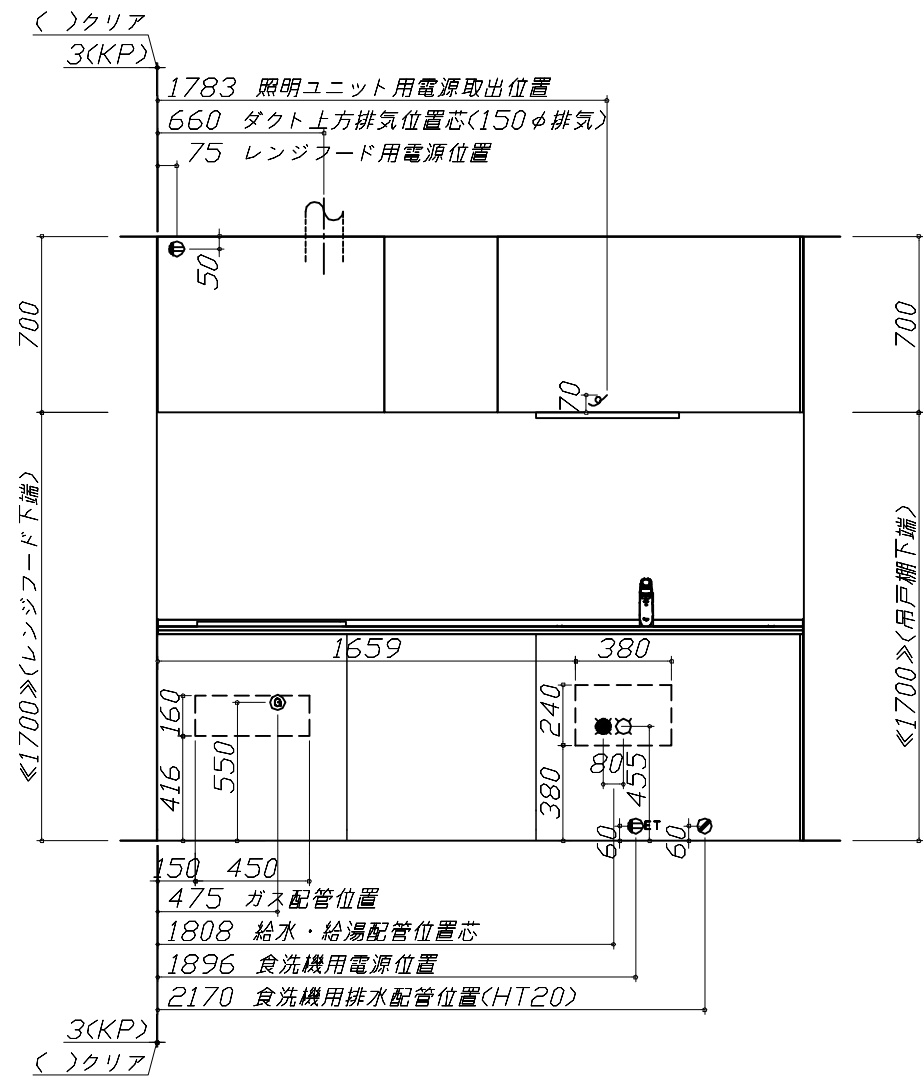 ( )クリア
3(KP)
1783 照明ユニット用電源取出位置
660 ダクト上方排気位置芯(150φ排気)
75 レンジフード用電源位置
50
700
700
70
≪1700≫(レンジフード下端)
≪1700≫(吊戸棚下端)
1659
380
160
G
240
550
416
80
455
380
60
ET
60
150
450
475 ガス配管位置
1808 給水・給湯配管位置芯
1896 食洗機用電源位置
2170 食洗機用排水配管位置(HT20)
3(KP)
( )クリア